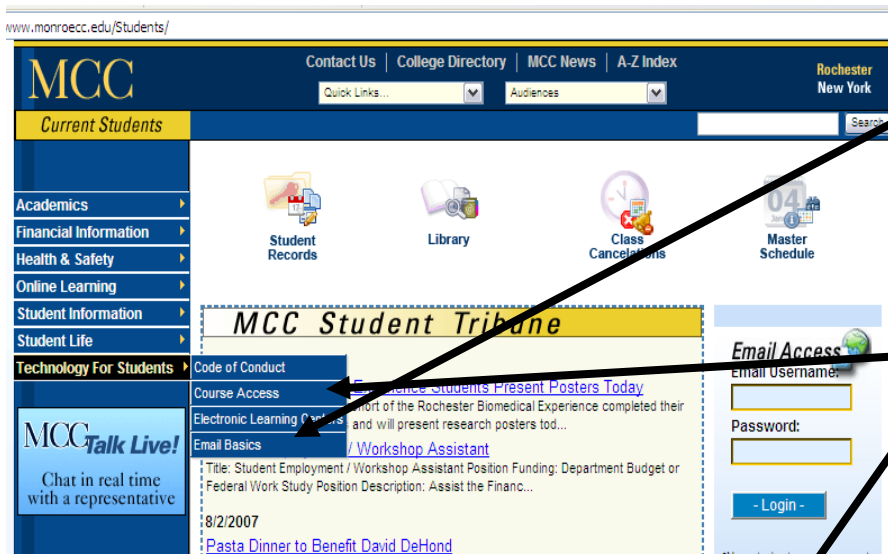 www.monroecc.edu/Students/
MCC
Contact Us | College Directory | MCC News | A-Z Index
Quick Links...
Audiences
Rochester
New York
Current Students
Search
Academics
Financial Information
Health & Safety
Online Learning
Student Information
Student Life
Technology For Students
Code of Conduct
Course Access
Electronic Learning Centers
Email Basics
Student
Records
Library
Class
Cancelations
04
Master
Schedule
MCC Student Tribune
Experience Students Present Posters Today
of the Rochester Biomedical Experience completed their
and will present research posters tod...
/ Workshop Assistant
Title: Student Employment / Workshop Assistant Position Funding: Department Budget or
Federal Work Study Position Description: Assist the Financ...
8/2/2007
Pasta Dinner to Benefit David DeHond
Email Access
Email Username:
Password:
- Login -
MCC Talk Live!
Chat in real time
with a representative